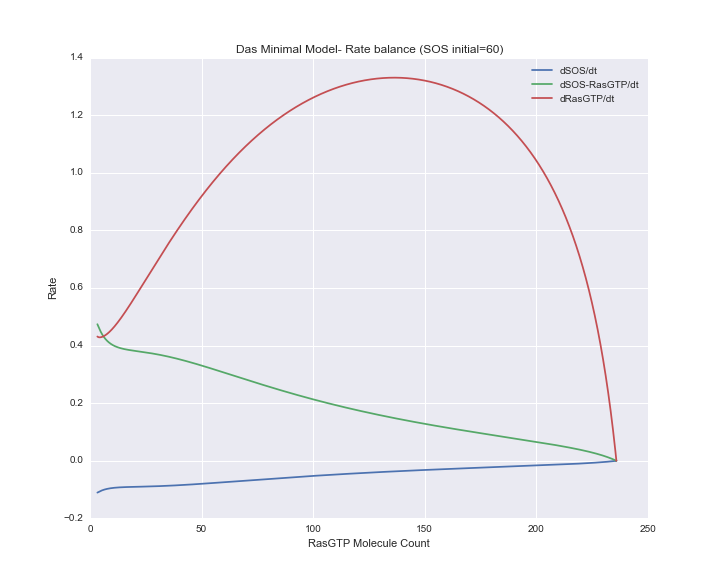 Das Minimal Model- Rate balance (SOS initial=60)
dSOS/dt
dSOS-RasGTP/dt
dRasGTP/dt
1.4
1.2
1.0
0.8
0.6
0.4
0.2
0.0
−0.2
Rate
0 50 100 150 200 250
RasGTP Molecule Count